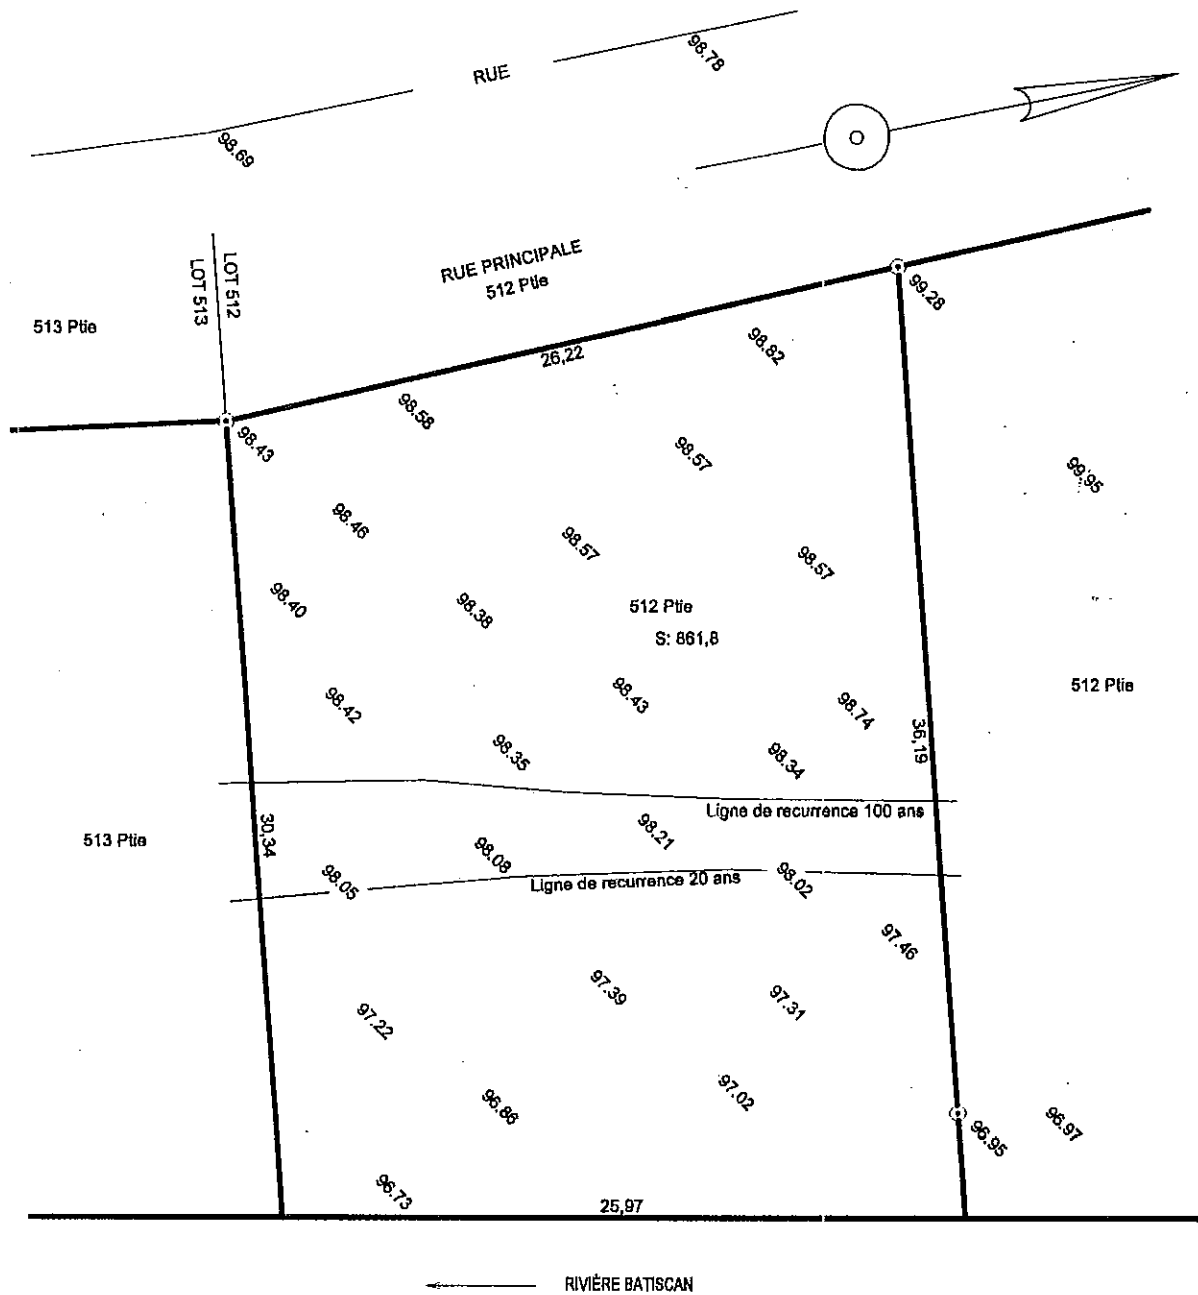 98.78
RUE
98.69
LOT 512
LOT 513
RUE PRINCIPALE
512 Ptie
513 Ptie
99.28
98.82
26,22
98.58
98.43
98.57
99.95
98.46
98.57
98.57
98.40
98.38
512 Ptie
S: 861,8
512 Ptie
98.42
98.43
98.74
36,19
98.35
98.34
Ligne de recurrence 100 ans
30,34
513 Ptie
98.21
98.08
98.05
Ligne de recurrence 20 ans
98.02
97.46
97.39
97.31
97.22
97.02
96.86
96.95
96.97
96.73
25,97
RIVIÈRE BATISCAN